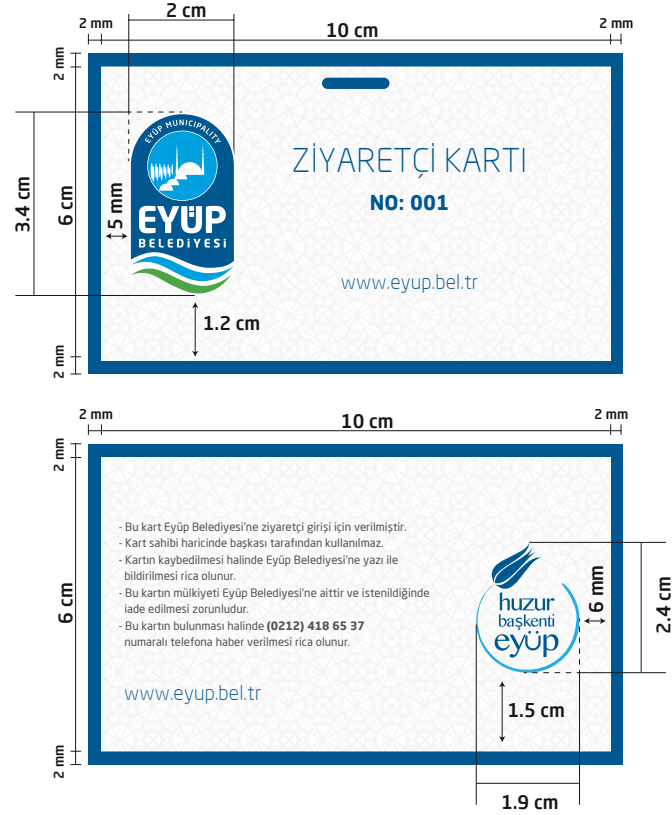 2 cm
2 mm
10 cm
2 mm
2 mm
3.4 cm
6 cm
5 mm
EYÜP MUNICIPALITY
EYÜP
BELEDİYESİ
ZİYARETÇİ KARTI
NO: 001
www.eyup.bel.tr
1.2 cm
2 mm
2 mm
10 cm
2 mm
2 mm
6 cm
- Bu kart Eyüp Belediyesi’ne ziyaretçi girişi için verilmiştir.
- Kart sahibi haricinde başkası tarafından kullanılmaz.
- Kartın kaybedilmesi halinde Eyüp Belediyesi’ne yazı ile
bildirilmesi rica olunur.
- Bu kartın mülkiyeti Eyüp Belediyesi’ne aittir ve istenildiğinde
iade edilmesi zorunludur.
- Bu kartın bulunması halinde (0212) 418 65 37
numaralı telefona haber verilmesi rica olunur.
www.eyup.bel.tr
huzur
başkenti
eyüp
6 mm
2.4 cm
1.5 cm
2 mm
1.9 cm